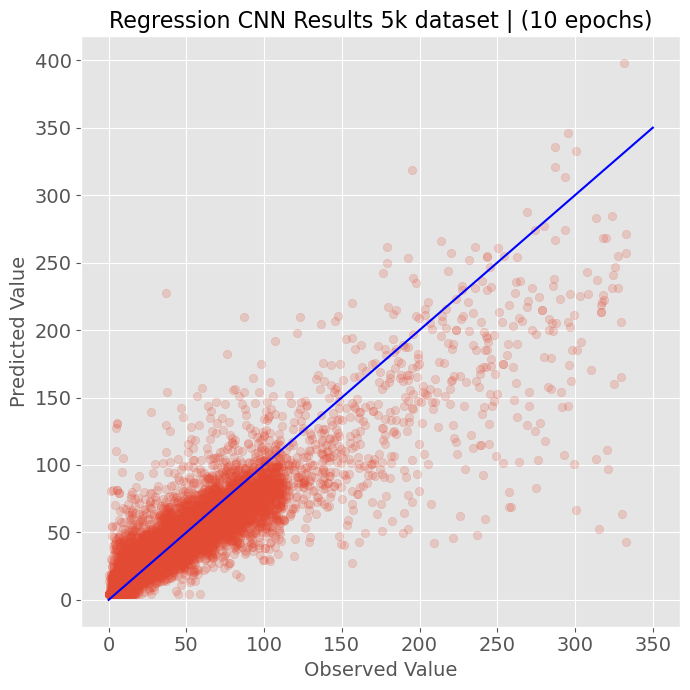 Regression CNN Results 5k dataset | (10 epochs)
400
350
300
250
200
150
100
50
0
Predicted Value
0 50 100 150 200 250 300 350
Observed Value